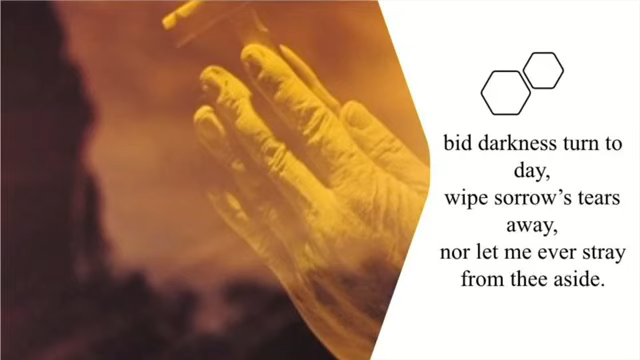 bid darkness turn to
day,
wipe sorrow’s tears
away,
nor let me ever stray
from thee aside.